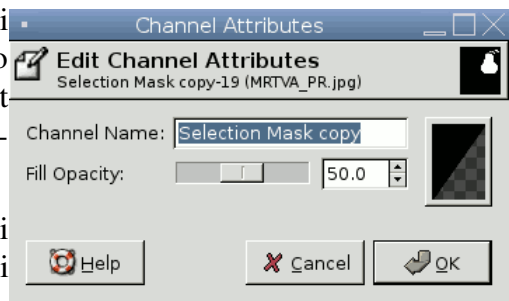 Channel Attributes
Edit Channel Attributes
Selection Mask copy-19 (MRTVA_PR.jpg)
Channel Name: Selection Mask copy
Fill Opacity: 50.0
Help Cancel OK